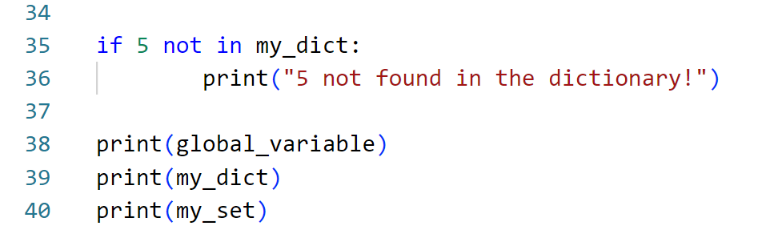 34
35 if 5 not in my_dict:
36         print("5 not found in the dictionary!")
37
38 print(global_variable)
39 print(my_dict)
40 print(my_set)